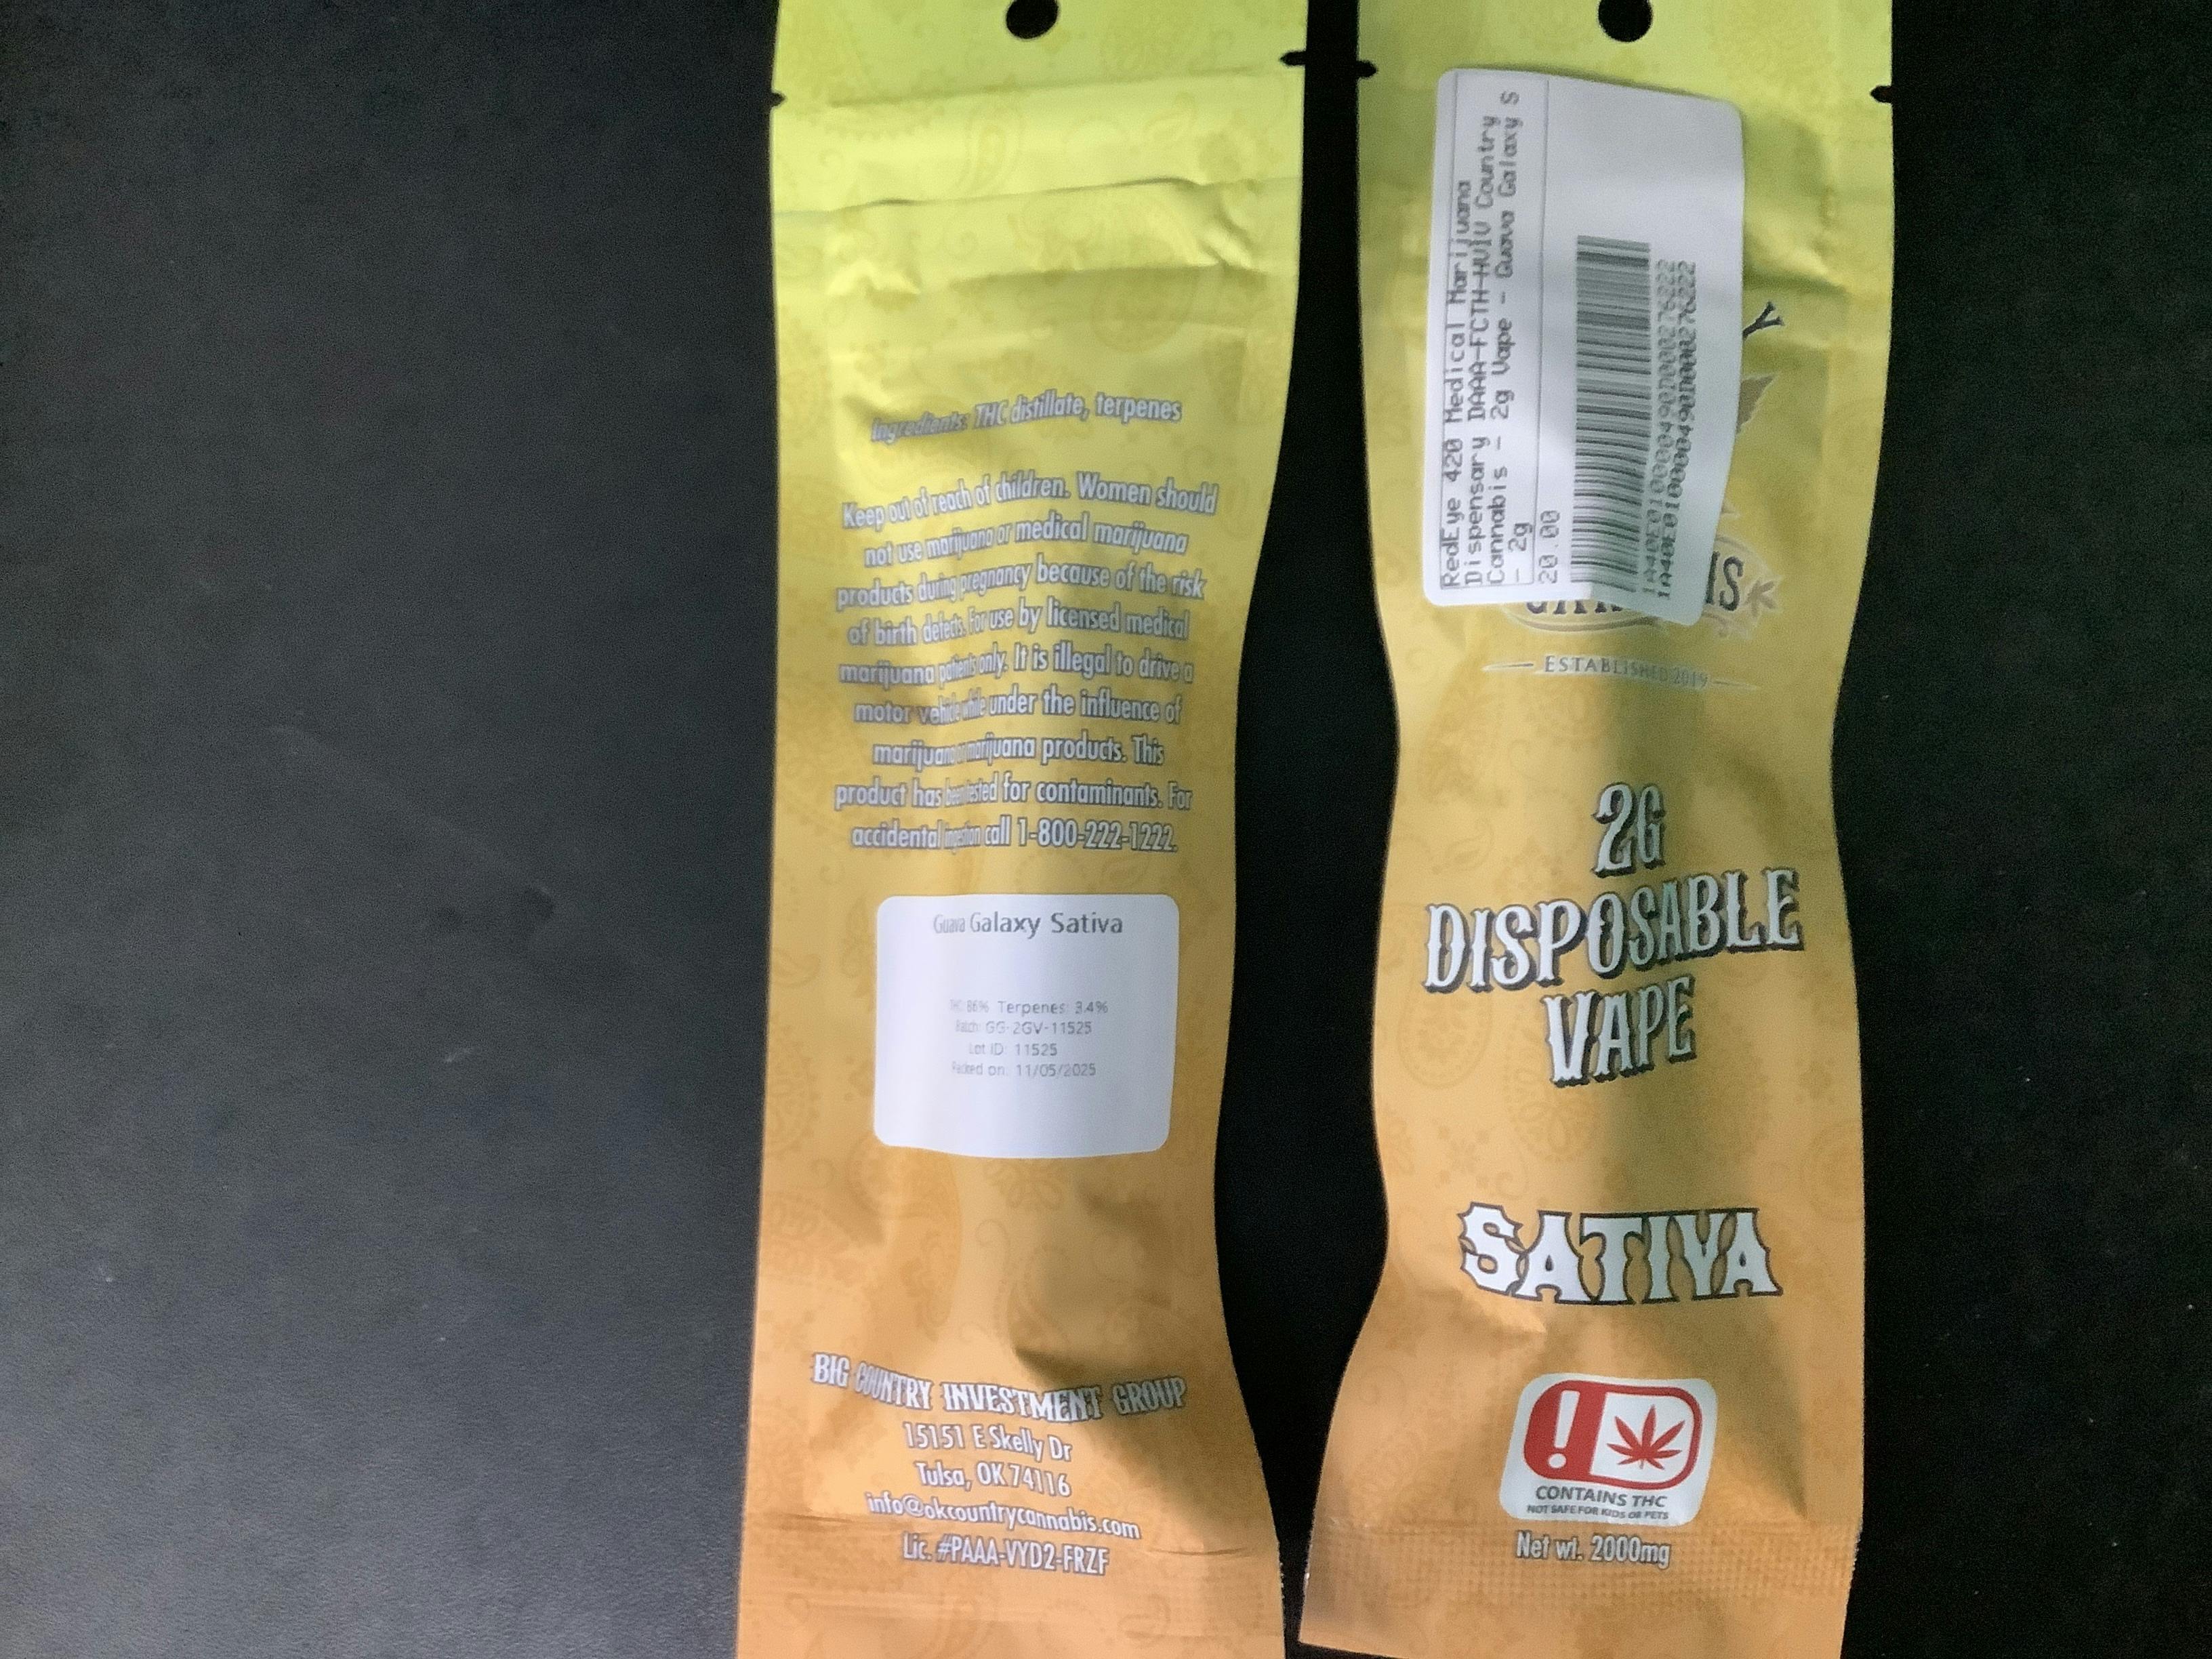 Ingredients: THC distillate, terpenes
Keep out of reach of children. Women should
not use marijuana or medical marijuana
products during pregnancy because of the risk
of birth defects. For use by licensed medical
marijuana patients only. It is illegal to drive a
motor vehicle while under the influence of
marijuana or marijuana products. This
product has been tested for contaminants. For
accidental ingestion call 1-800-222-1222.
Guava Galaxy Sativa
THC: 86% Terpenes: 3.4%
Batch: GG-2GV-11525
Lot ID: 11525
Packed on: 11/05/2025
BIG COUNTRY INVESTMENT GROUP
15151 E Skelly Dr
Tulsa, OK 74116
info@okcountrycannabis.com
Lic. #PAAA-VYD2-FRZF
RedEye 420 Medical Marijuana
Dispensary DAAA-FCTH-HVIV Country
Cannabis - 2g Vape - Guava Galaxy S
- 2g
20.00
1A40E0100000490D000276222
1A40E0100000490D000276222
Y
IS
ESTABLISHED 2019
2G
DISPOSABLE
VAPE
SATIVA
!
CONTAINS THC
NOT SAFE FOR KIDS OR PETS
Net wt. 2000mg